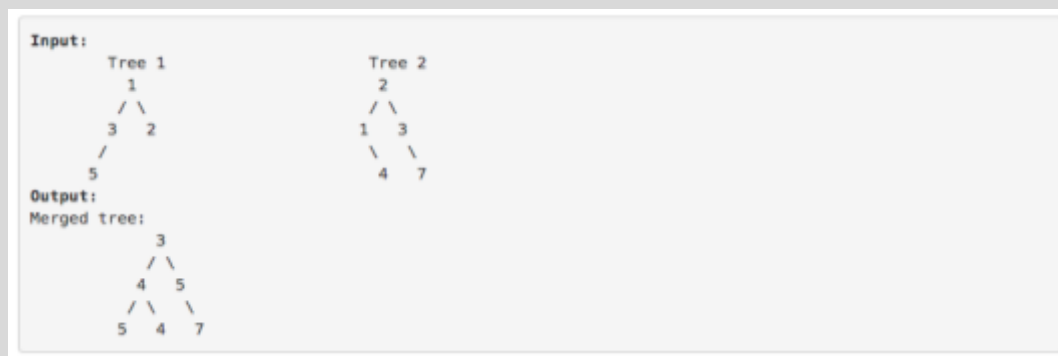 Input:
        Tree 1                     Tree 2
          1                          2
         / \                        / \
        3   2                      1   3
       /                            \   \
      5                              4   7
Output:
Merged tree:
             3
            / \
           4   5
          / \   \
         5   4   7